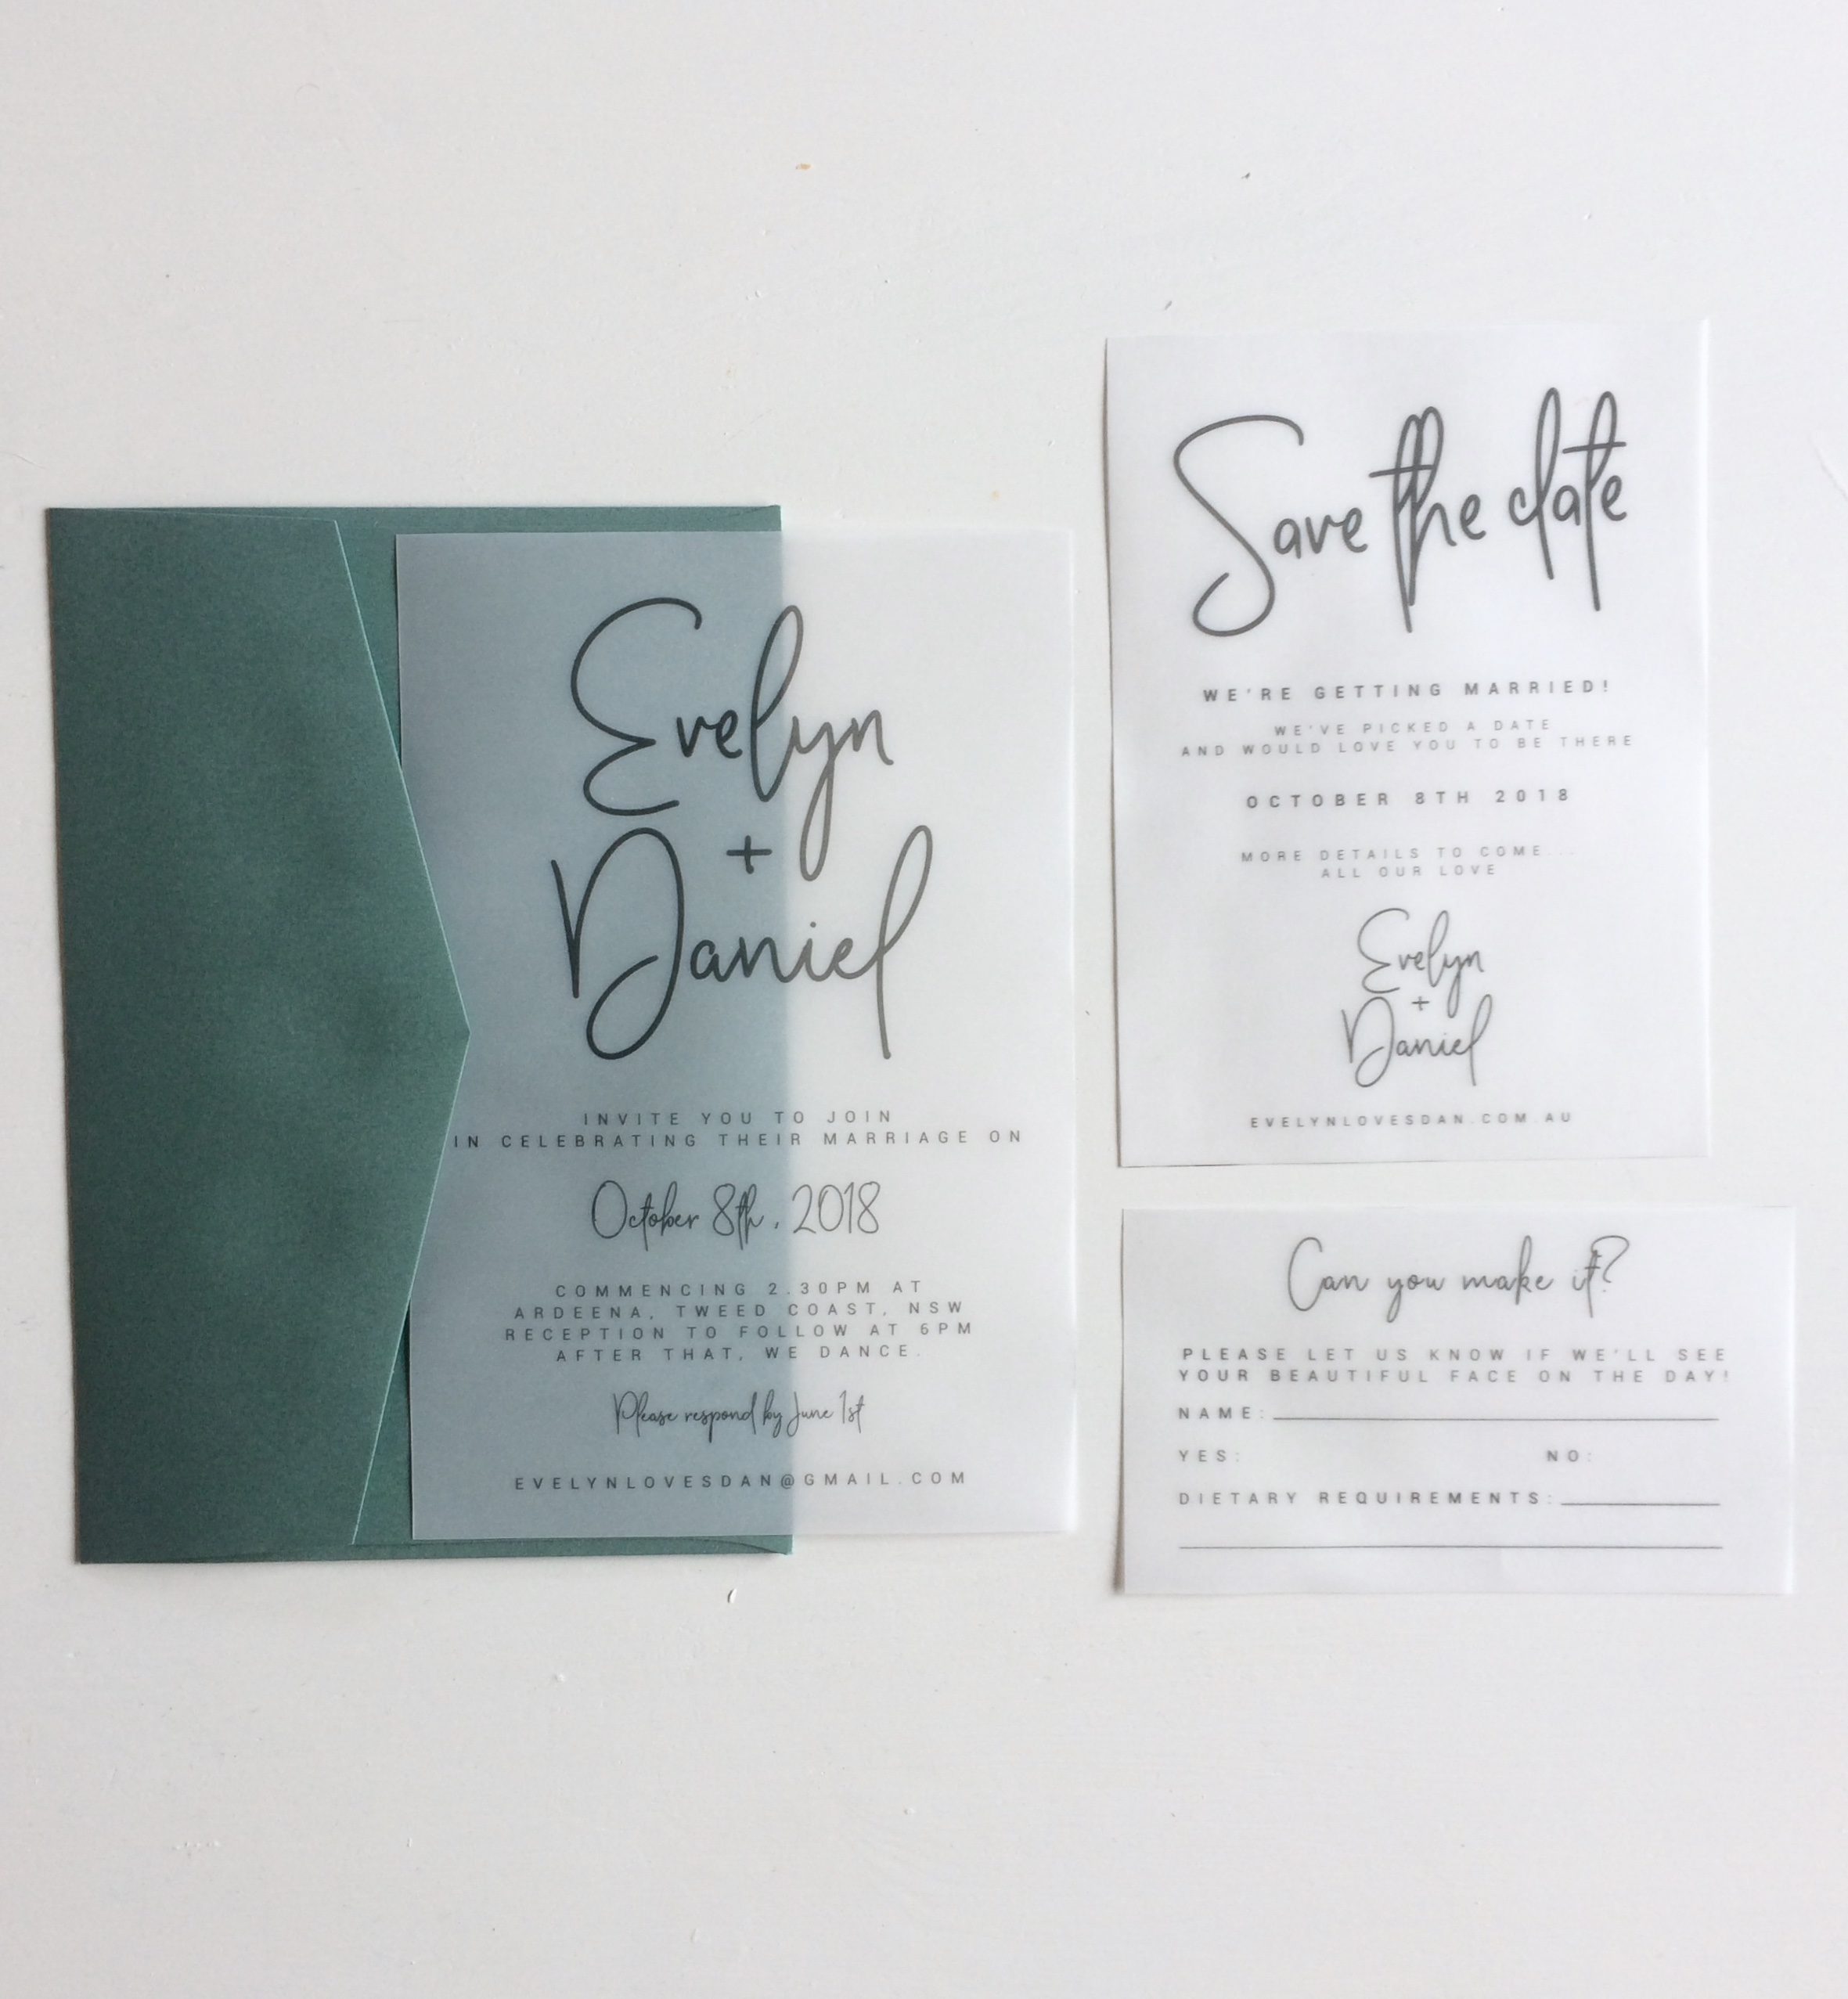 Evelyn
+
Daniel
INVITE YOU TO JOIN
IN CELEBRATING THEIR MARRIAGE ON
October 8th, 2018
COMMENCING 2.30PM AT
ARDEENA, TWEED COAST, NSW
RECEPTION TO FOLLOW AT 6PM
AFTER THAT, WE DANCE.
Please respond by June 1st
EVELYNLOVESDAN@GMAIL.COM
Save the date
WE'RE GETTING MARRIED!
WE'VE PICKED A DATE
AND WOULD LOVE YOU TO BE THERE
OCTOBER 8TH 2018
MORE DETAILS TO COME...
ALL OUR LOVE
Evelyn
+
Daniel
EVELYNLOVESDAN.COM.AU
Can you make it?
PLEASE LET US KNOW IF WE'LL SEE
YOUR BEAUTIFUL FACE ON THE DAY!
NAME:
YES: NO:
DIETARY REQUIREMENTS: